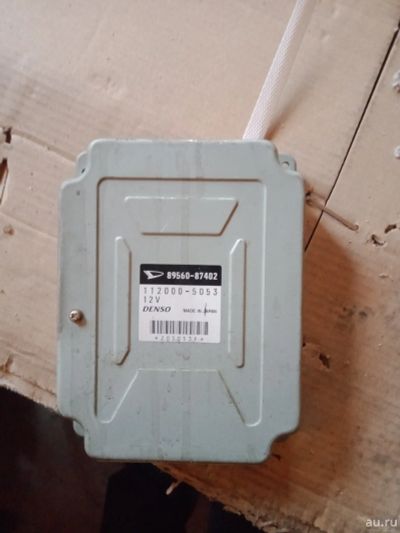 89560-87402
112000-5053
12V
DENSO MADE IN JAPAN
au.ru